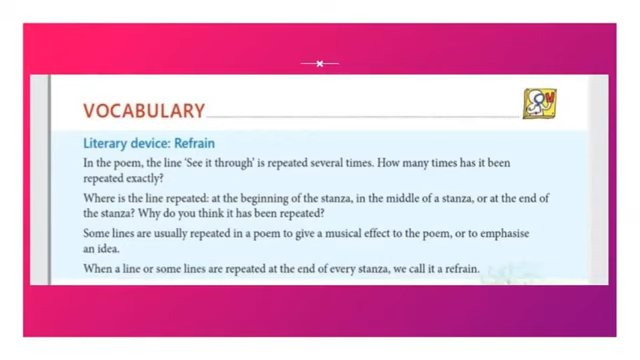 VOCABULARY
Literary device: Refrain
In the poem, the line ‘See it through’ is repeated several times. How many times has it been
repeated exactly?
Where is the line repeated: at the beginning of the stanza, in the middle of a stanza, or at the end of
the stanza? Why do you think it has been repeated?
Some lines are usually repeated in a poem to give a musical effect to the poem, or to emphasise
an idea.
When a line or some lines are repeated at the end of every stanza, we call it a refrain.